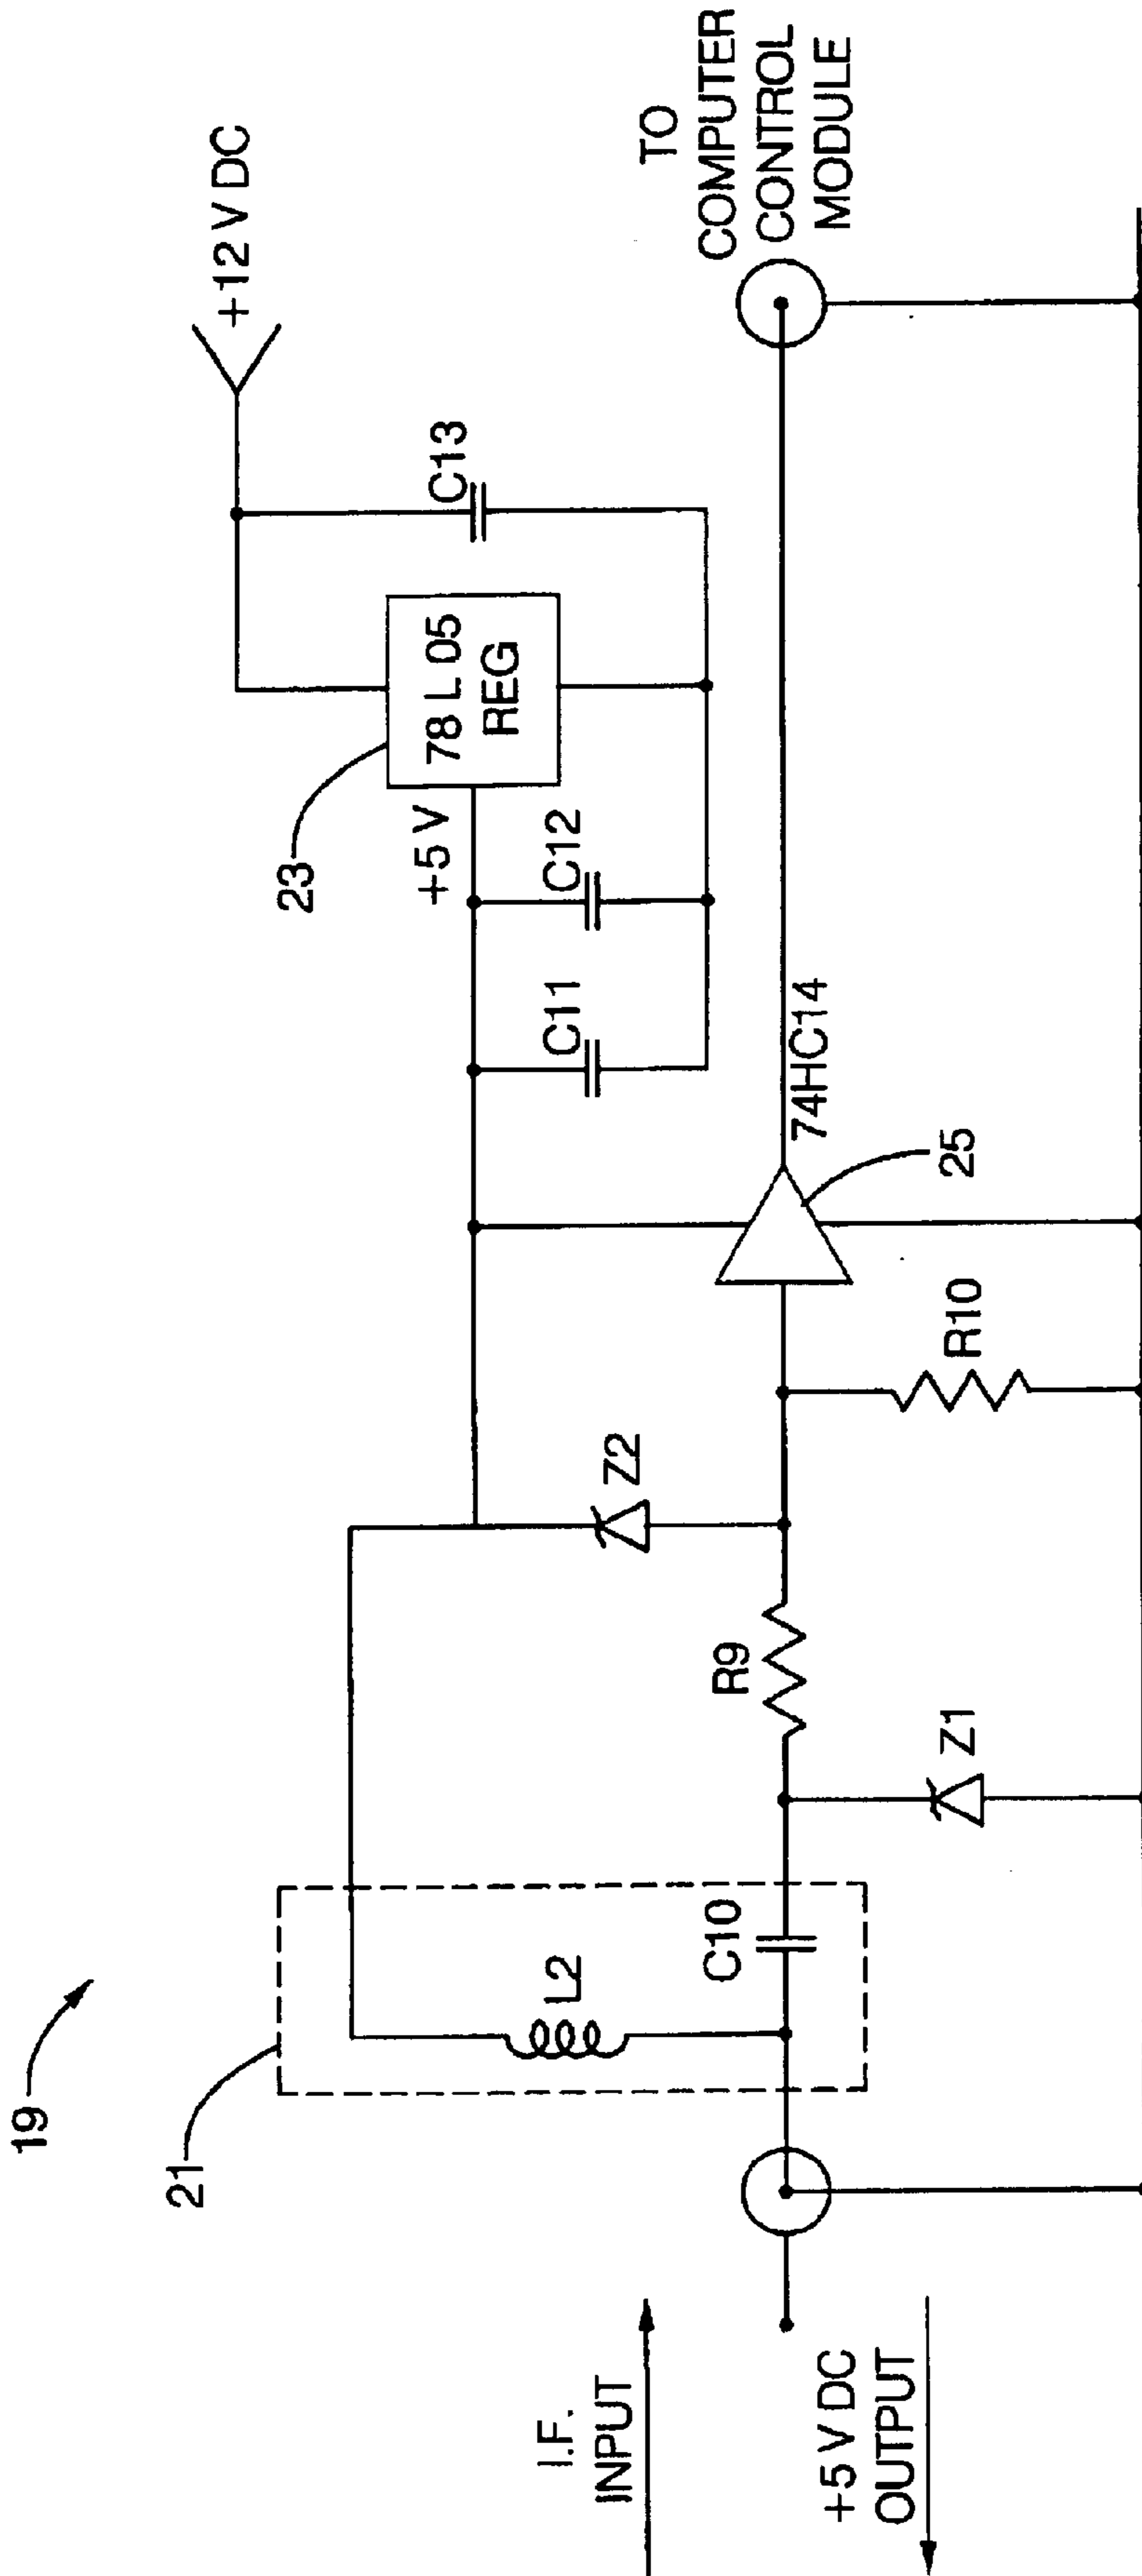 19
21
L2
C10
I.F.
INPUT
+5 V DC
OUTPUT
Z1
R9
Z2
R10
25
74HC14
C11
C12
+5 V
23
78 L 05
REG
C13
+12 V DC
TO
COMPUTER
CONTROL
MODULE